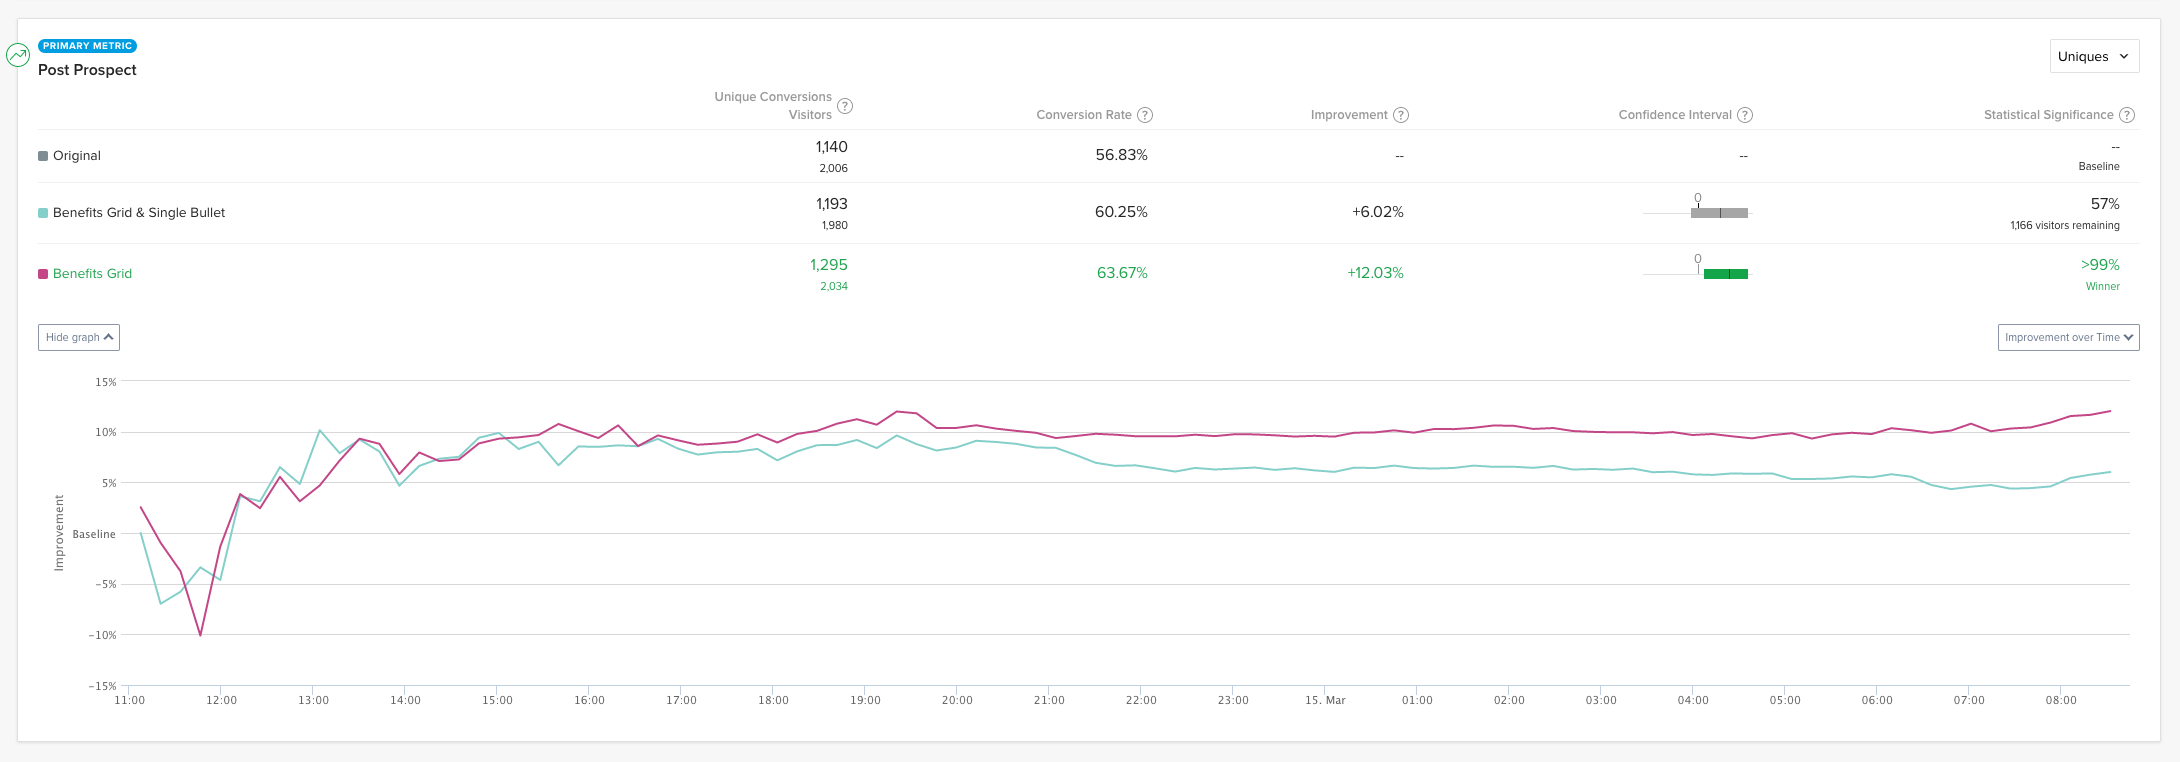 PRIMARY METRIC
Post Prospect
Uniques
Unique Conversions
Visitors ?
Conversion Rate ?
Improvement ?
Confidence Interval ?
Statistical Significance ?
Original
1,140
2,006
56.83%
--
--
--
Baseline
Benefits Grid & Single Bullet
1,193
1,980
60.25%
+6.02%
0
57%
1,166 visitors remaining
Benefits Grid
1,295
2,034
63.67%
+12.03%
0
>99%
Winner
Hide graph
Improvement over Time
Improvement
15%
10%
5%
Baseline
−5%
−10%
−15%
11:00 12:00 13:00 14:00 15:00 16:00 17:00 18:00 19:00 20:00 21:00 22:00 23:00 15. Mar 01:00 02:00 03:00 04:00 05:00 06:00 07:00 08:00